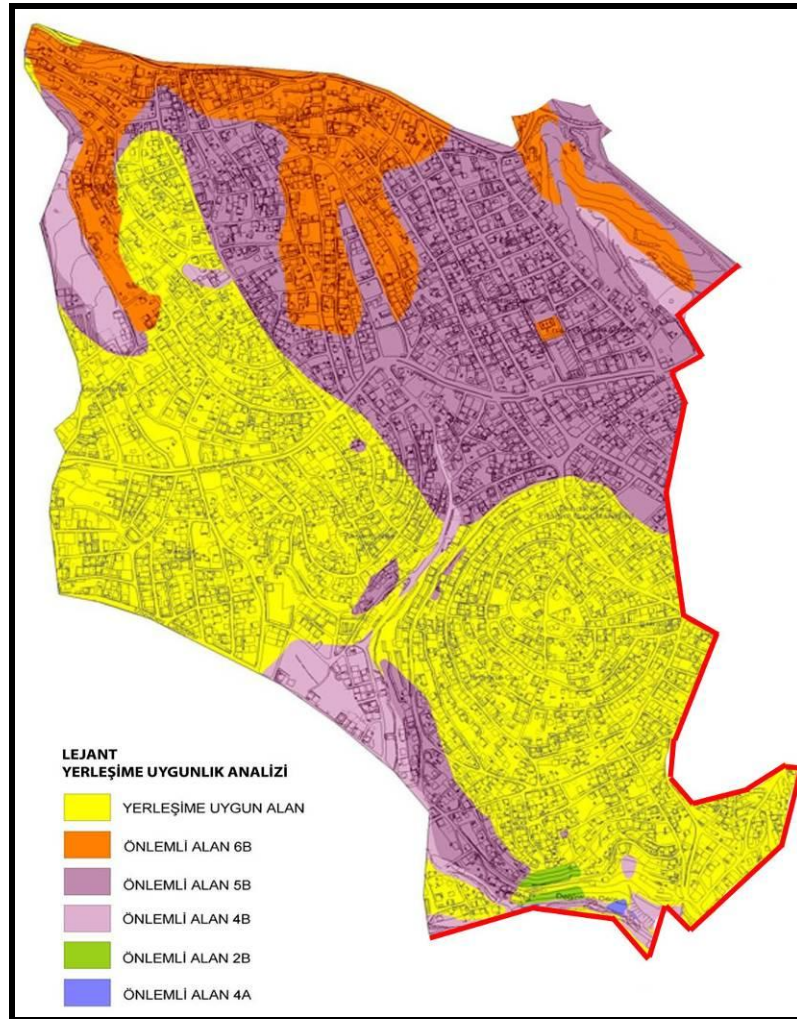 LEJANT
YERLEŞİME UYGUNLIK ANALİZİ
YERLEŞİME UYGUN ALAN
ÖNLEMLİ ALAN 6B
ÖNLEMLİ ALAN 5B
ÖNLEMLİ ALAN 4B
ÖNLEMLİ ALAN 2B
ÖNLEMLİ ALAN 4A